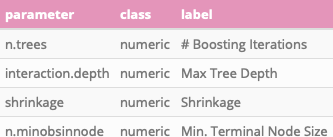 parameter class label
n.trees numeric # Boosting Iterations
interaction.depth numeric Max Tree Depth
shrinkage numeric Shrinkage
n.minobsinnode numeric Min. Terminal Node Size